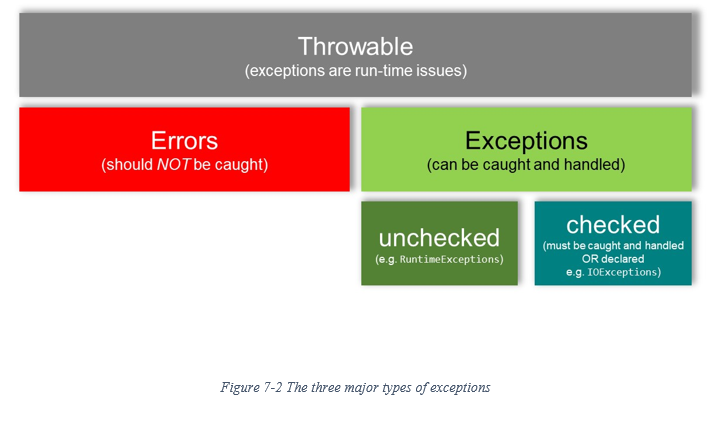 Throwable
(exceptions are run-time issues)
Errors
(should NOT be caught)
Exceptions
(can be caught and handled)
unchecked
(e.g. RuntimeExceptions)
checked
(must be caught and handled
OR declared
e.g. IOExceptions)
Figure 7-2 The three major types of exceptions